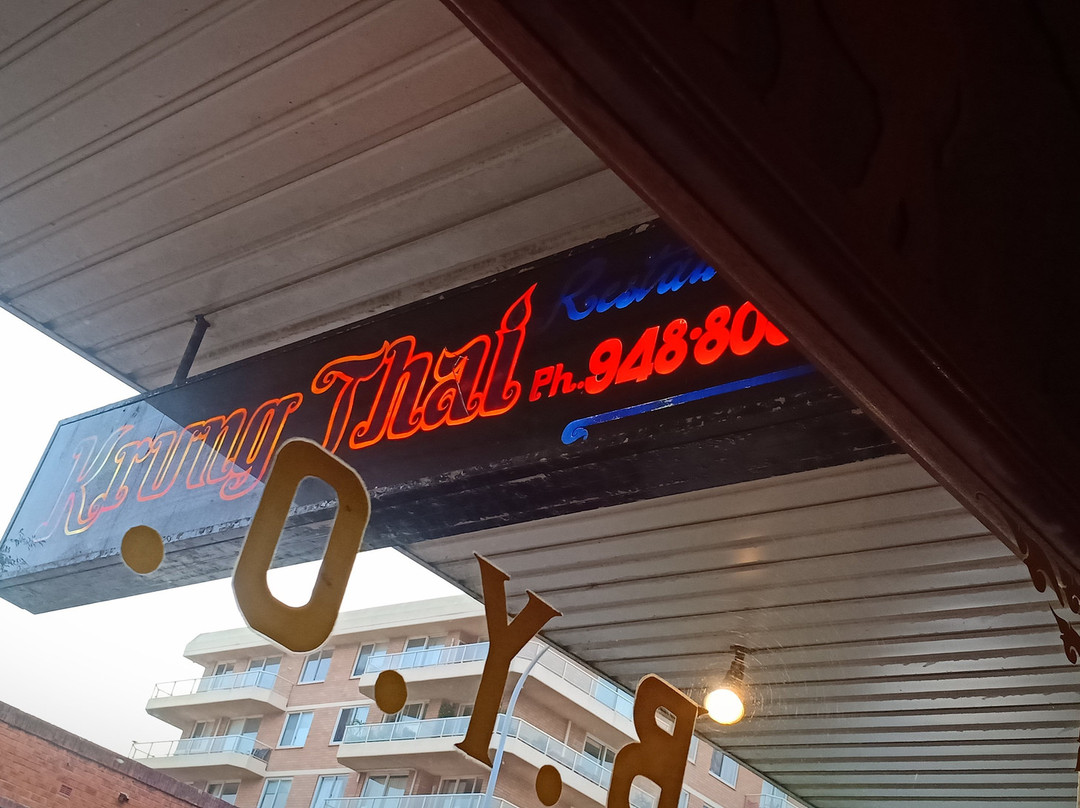 Krung Thai
Ph. 948·80
B.Y.O.